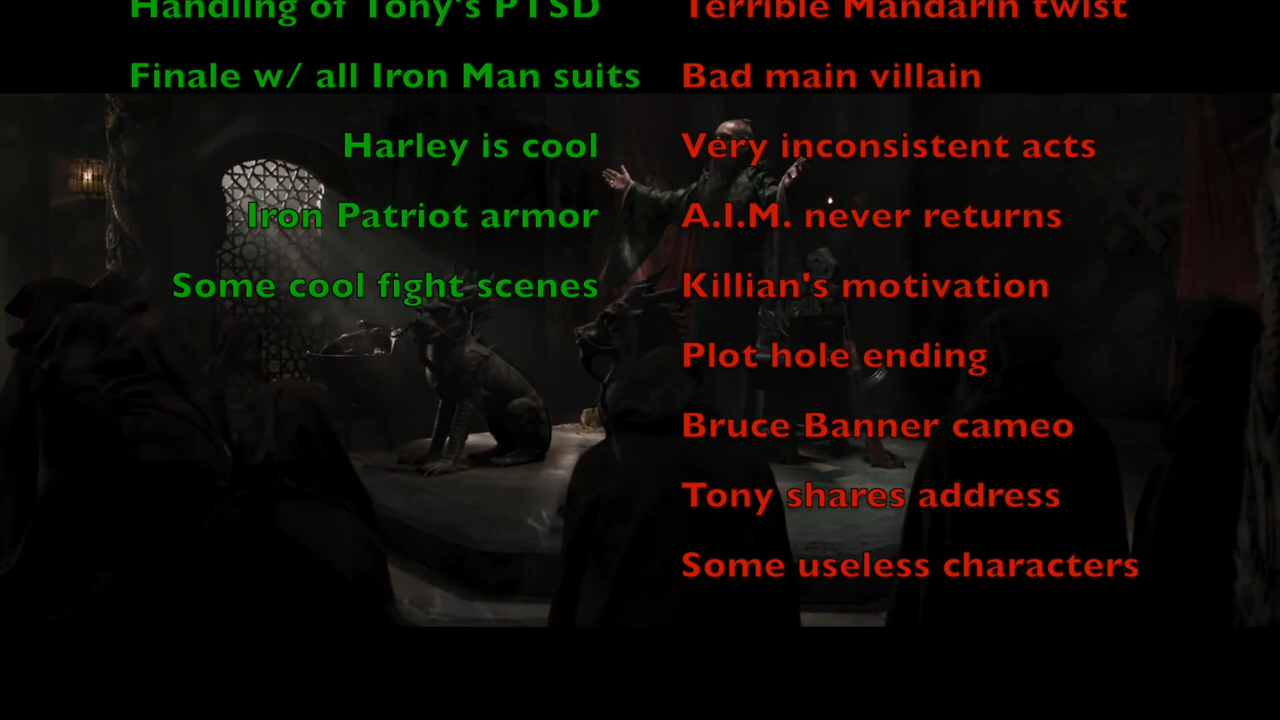 Handling of Tony's PTSD
Finale w/ all Iron Man suits
Harley is cool
Iron Patriot armor
Some cool fight scenes
Terrible Mandarin twist
Bad main villain
Very inconsistent acts
A.I.M. never returns
Killian's motivation
Plot hole ending
Bruce Banner cameo
Tony shares address
Some useless characters